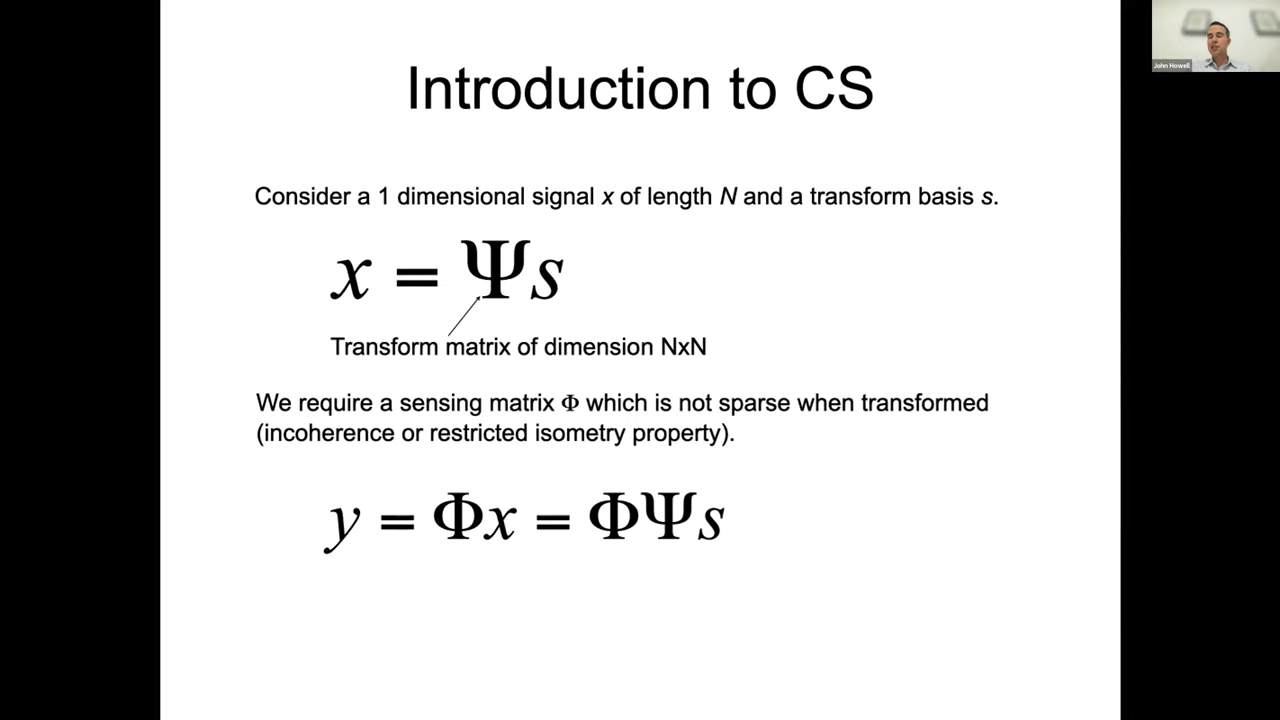 Introduction to CS
John Howell
Consider a 1 dimensional signal x of length N and a transform basis s.
x = Ψs
Transform matrix of dimension NxN
We require a sensing matrix Φ which is not sparse when transformed
(incoherence or restricted isometry property).
y = Φx = ΦΨs